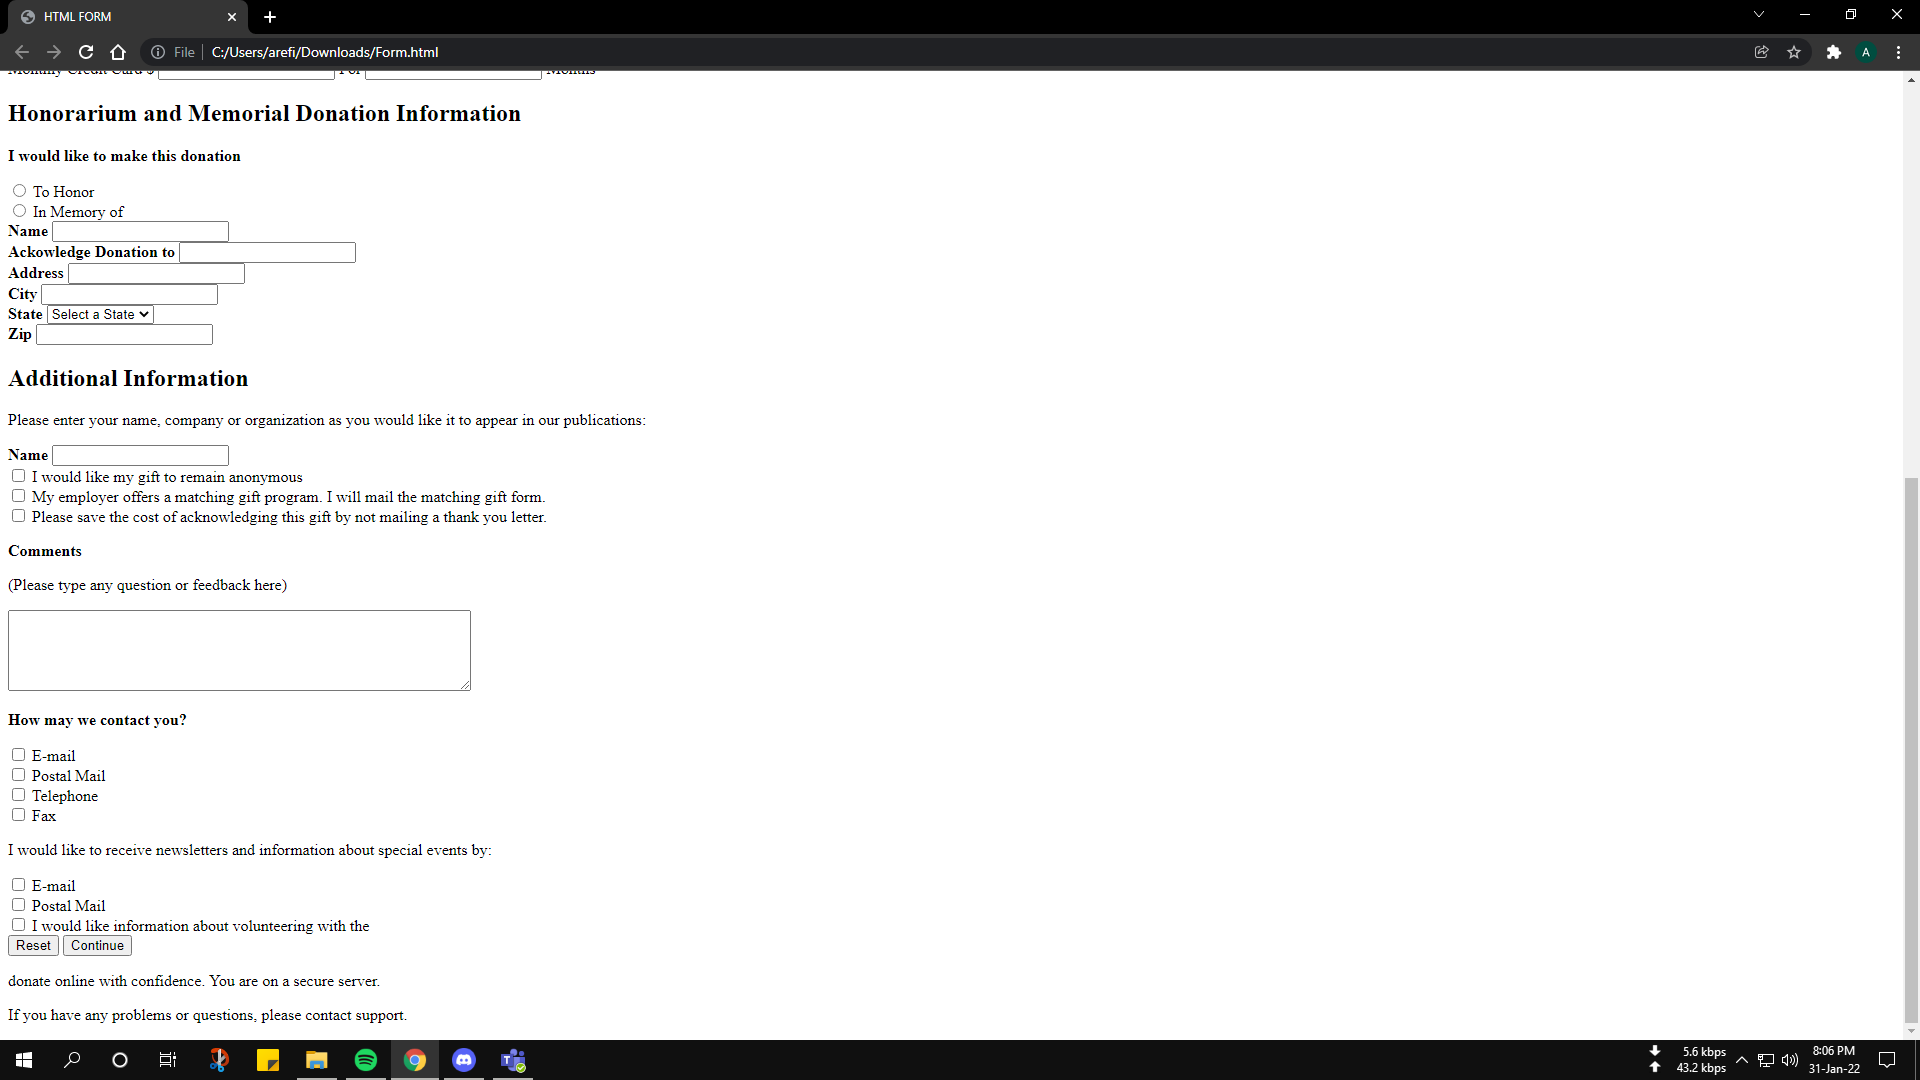 HTML FORM
File
C:/Users/arefi/Downloads/Form.html
A
Monthly Credit Card $ For Months
Honorarium and Memorial Donation Information
I would like to make this donation
To Honor
In Memory of
Name
Ackowledge Donation to
Address
City
State Select a State
Zip
Additional Information
Please enter your name, company or organization as you would like it to appear in our publications:
Name
I would like my gift to remain anonymous
My employer offers a matching gift program. I will mail the matching gift form.
Please save the cost of acknowledging this gift by not mailing a thank you letter.
Comments
(Please type any question or feedback here)
How may we contact you?
E-mail
Postal Mail
Telephone
Fax
I would like to receive newsletters and information about special events by:
E-mail
Postal Mail
I would like information about volunteering with the
Reset Continue
donate online with confidence. You are on a secure server.
If you have any problems or questions, please contact support.
5.6 kbps
43.2 kbps
8:06 PM
31-Jan-22